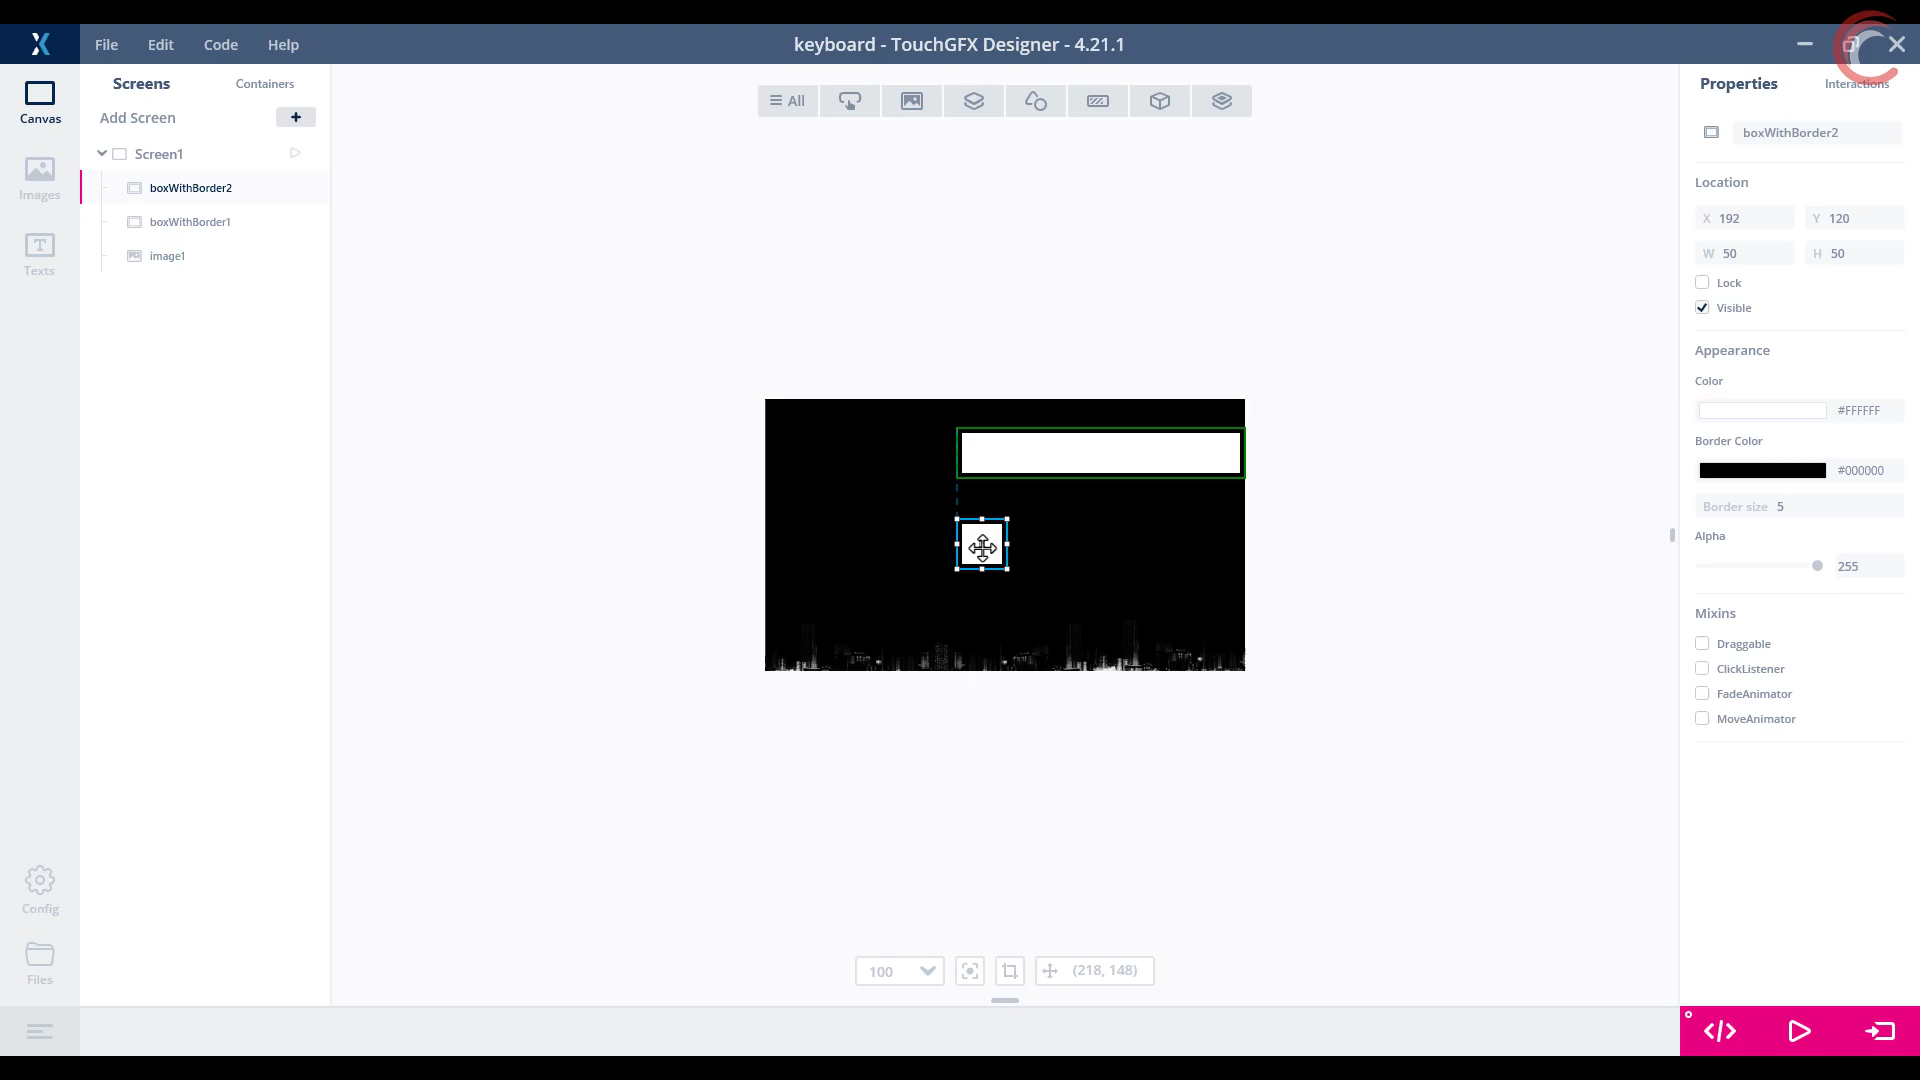 File Edit Code Help
keyboard - TouchGFX Designer - 4.21.1
Canvas
Images
Texts
Config
Files
Screens Containers
Add Screen
Screen1
boxWithBorder2
boxWithBorder1
image1
All
100
(218, 148)
Properties Interactions
boxWithBorder2
Location
X 192 Y 120
W 50 H 50
Lock
Visible
Appearance
Color
#FFFFFF
Border Color
#000000
Border size 5
Alpha
255
Mixins
Draggable
ClickListener
FadeAnimator
MoveAnimator